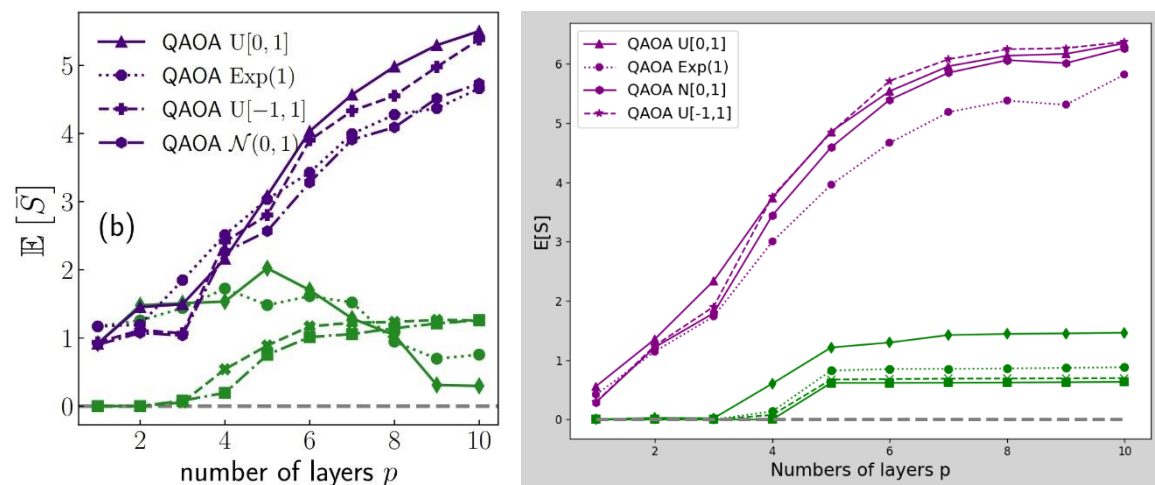 QAOA U[0, 1]
QAOA Exp(1)
QAOA U[−1, 1]
QAOA 𝒩(0, 1)
(b)
𝔼 [S̄]
5
4
3
2
1
0
2 4 6 8 10
number of layers p
QAOA U[0,1]
QAOA Exp(1)
QAOA N[0,1]
QAOA U[-1,1]
E[S]
6
5
4
3
2
1
0
2 4 6 8 10
Numbers of layers p